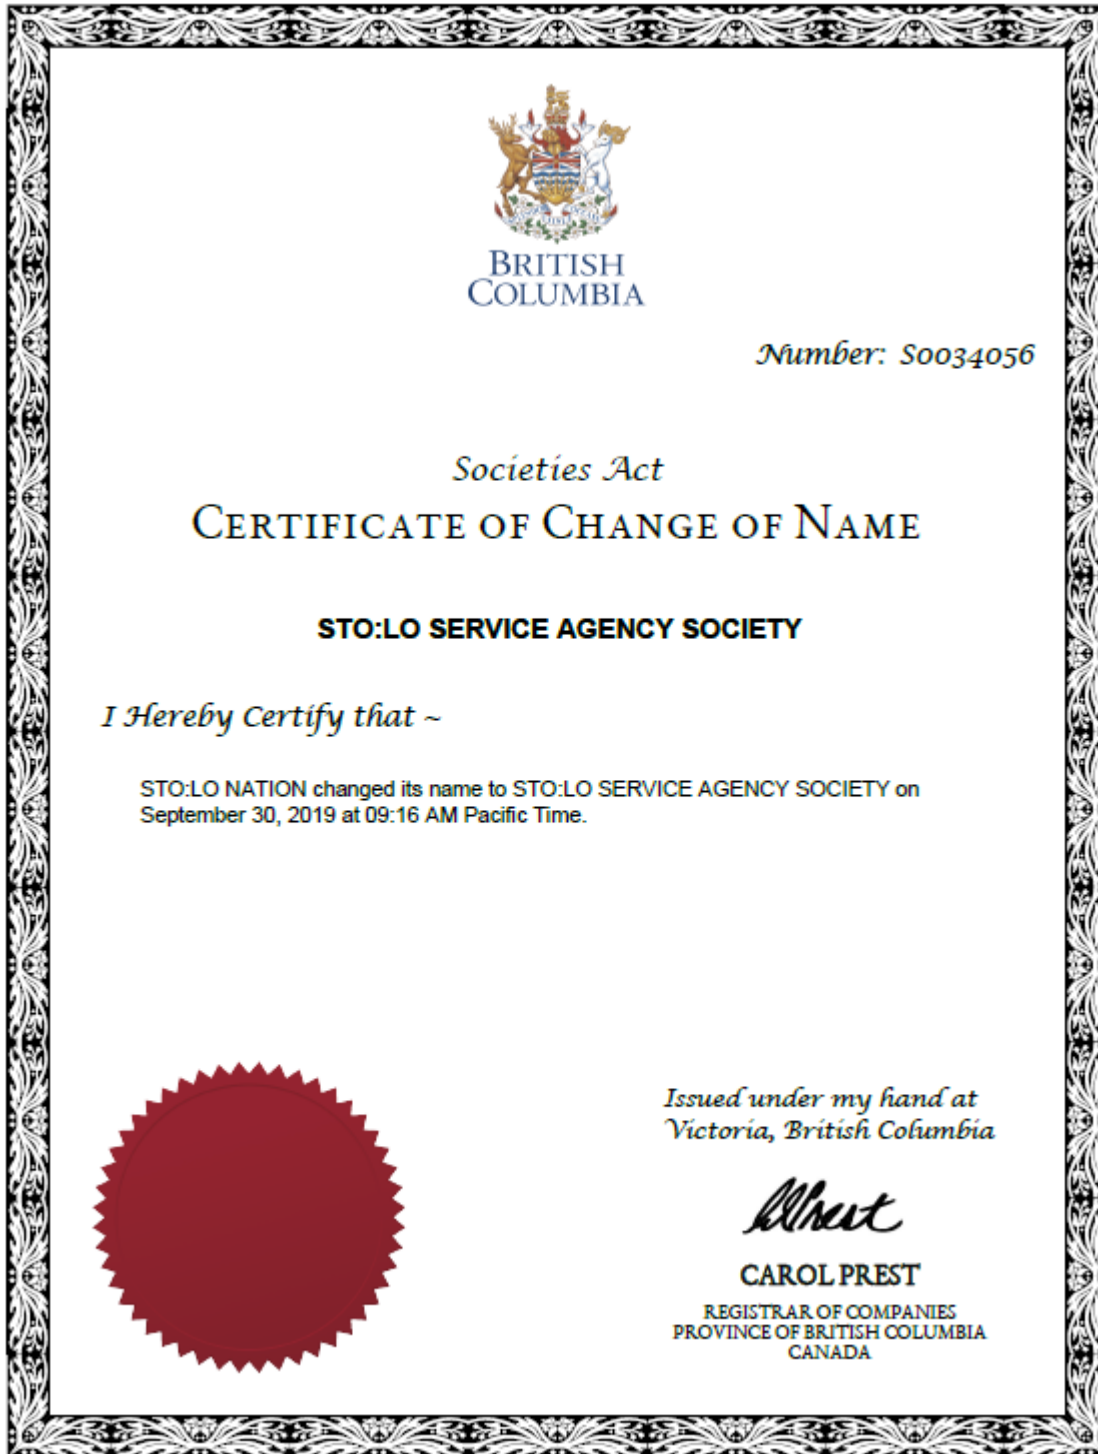 BRITISH
COLUMBIA
Number: S0034056
Societies Act
CERTIFICATE OF CHANGE OF NAME
STO:LO SERVICE AGENCY SOCIETY
I Hereby Certify that ~
STO:LO NATION changed its name to STO:LO SERVICE AGENCY SOCIETY on
September 30, 2019 at 09:16 AM Pacific Time.
Issued under my hand at
Victoria, British Columbia
CAROL PREST
REGISTRAR OF COMPANIES
PROVINCE OF BRITISH COLUMBIA
CANADA